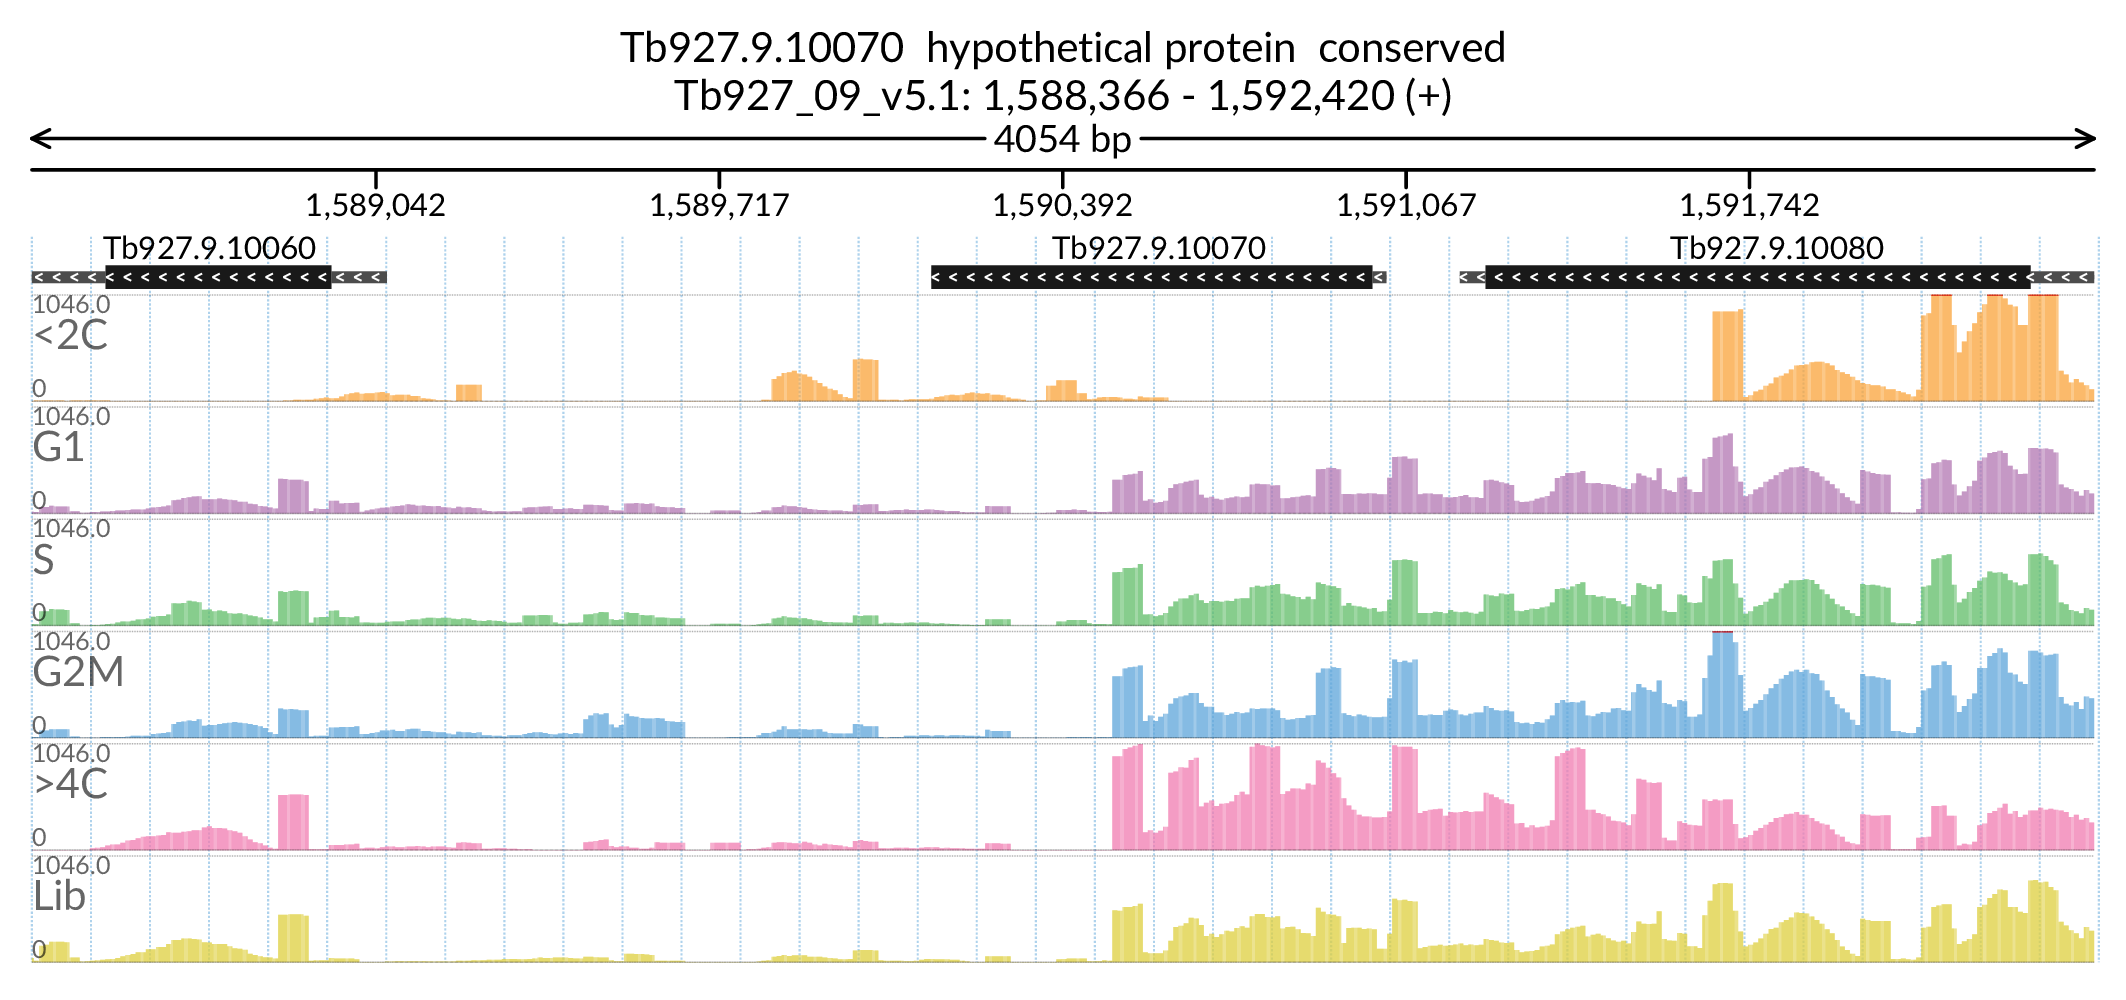 Tb927.9.10070 hypothetical protein conserved
Tb927_09_v5.1: 1,588,366 - 1,592,420 (+)
4054 bp
1,589,042 1,589,717 1,590,392 1,591,067 1,591,742
Tb927.9.10060 Tb927.9.10070 Tb927.9.10080
1046.0
<2C
0
1046.0
G1
0
1046.0
S
0
1046.0
G2M
0
1046.0
>4C
0
1046.0
Lib
0